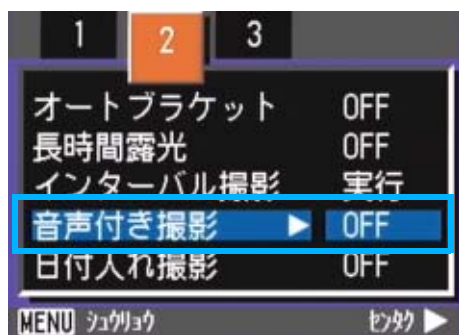 1 2 3
オートブラケット OFF
長時間露光 OFF
インターバル撮影 実行
音声付き撮影 ▶ OFF
日付入れ撮影 OFF
MENU シュウリョウ センタク ▶